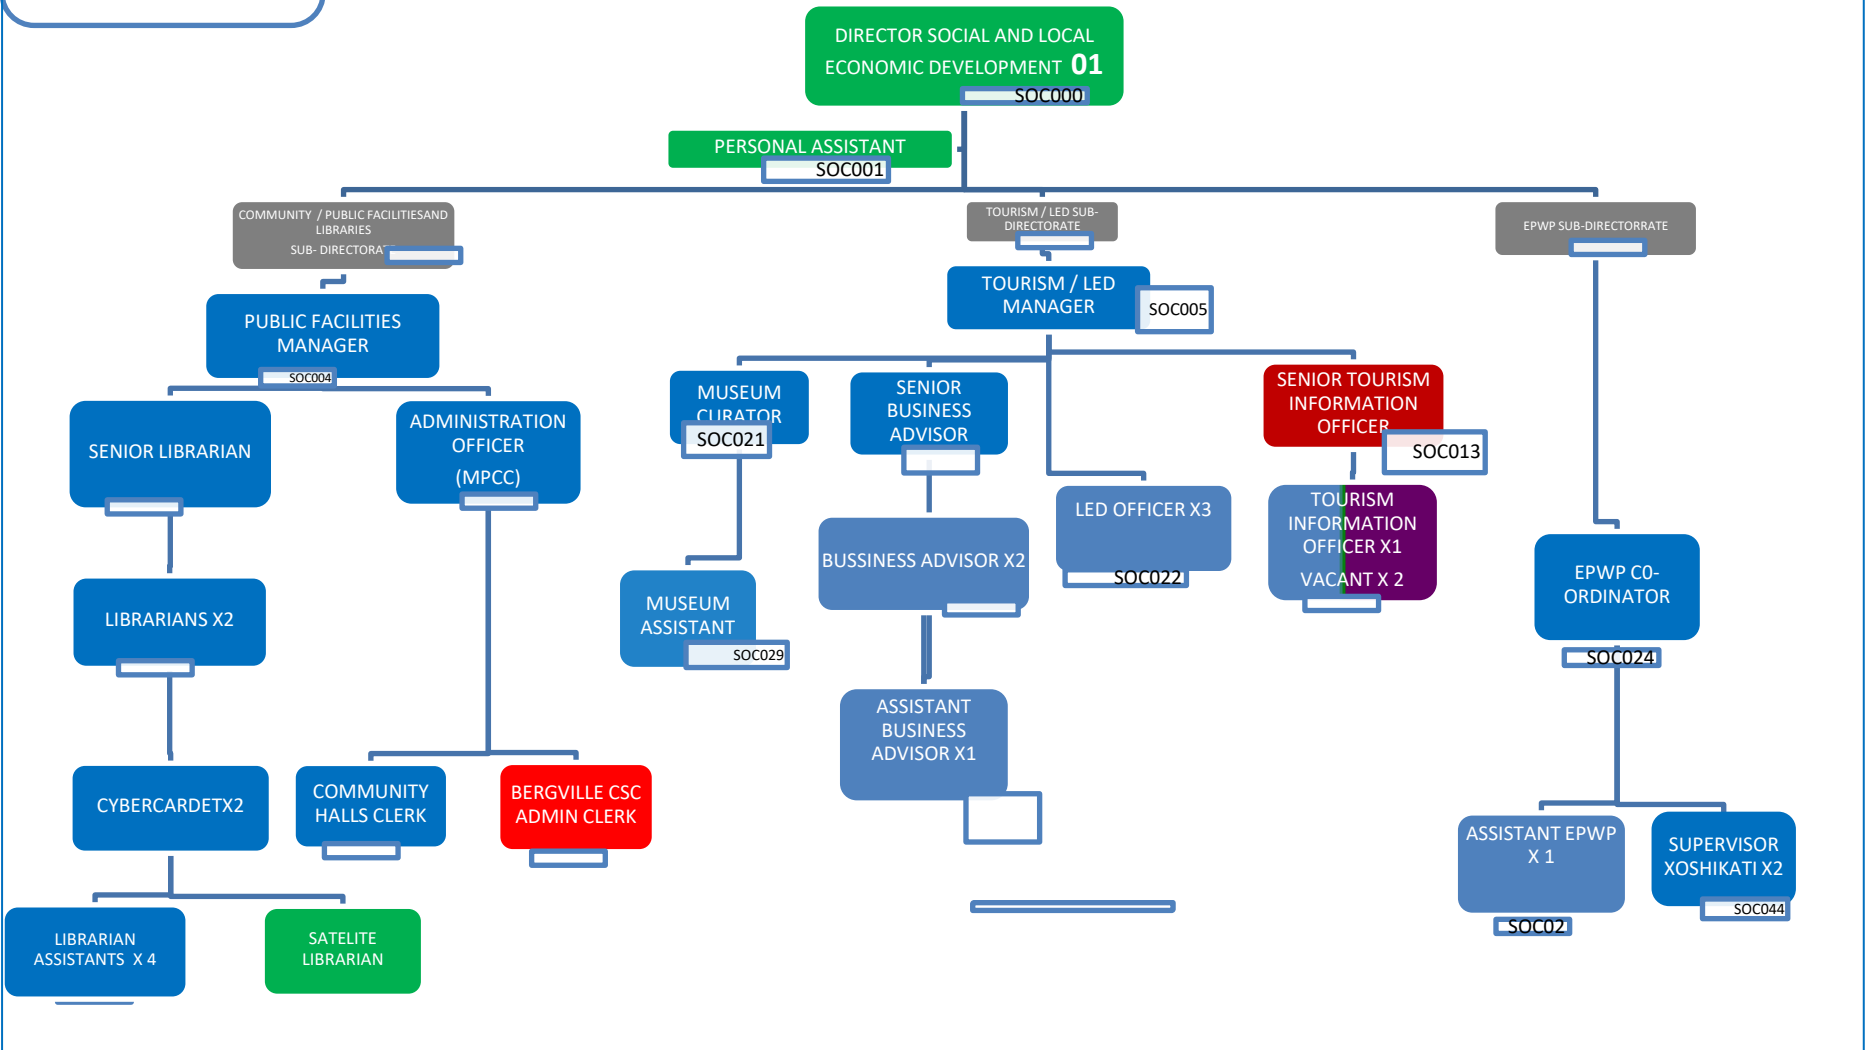 DIRECTOR SOCIAL AND LOCAL
ECONOMIC DEVELOPMENT 01
SOC000
PERSONAL ASSISTANT
SOC001
COMMUNITY / PUBLIC FACILITIESAND
LIBRARIES
SUB- DIRECTORAT
TOURISM / LED SUB-
DIRECTORATE
EPWP SUB-DIRECTORRATE
PUBLIC FACILITIES
MANAGER
SOC004
TOURISM / LED
MANAGER
SOC005
SENIOR LIBRARIAN
ADMINISTRATION
OFFICER
(MPCC)
MUSEUM
CURATOR
SOC021
SENIOR
BUSINESS
ADVISOR
SENIOR TOURISM
INFORMATION
OFFICER
SOC013
LED OFFICER X3
SOC022
TOURISM
INFORMATION
OFFICER X1
VACANT X 2
BUSSINESS ADVISOR X2
EPWP C0-
ORDINATOR
SOC024
LIBRARIANS X2
MUSEUM
ASSISTANT
SOC029
ASSISTANT
BUSINESS
ADVISOR X1
CYBERCARDETX2
COMMUNITY
HALLS CLERK
BERGVILLE CSC
ADMIN CLERK
ASSISTANT EPWP
X 1
SOC02
SUPERVISOR
XOSHIKATI X2
SOC044
LIBRARIAN
ASSISTANTS X 4
SATELITE
LIBRARIAN